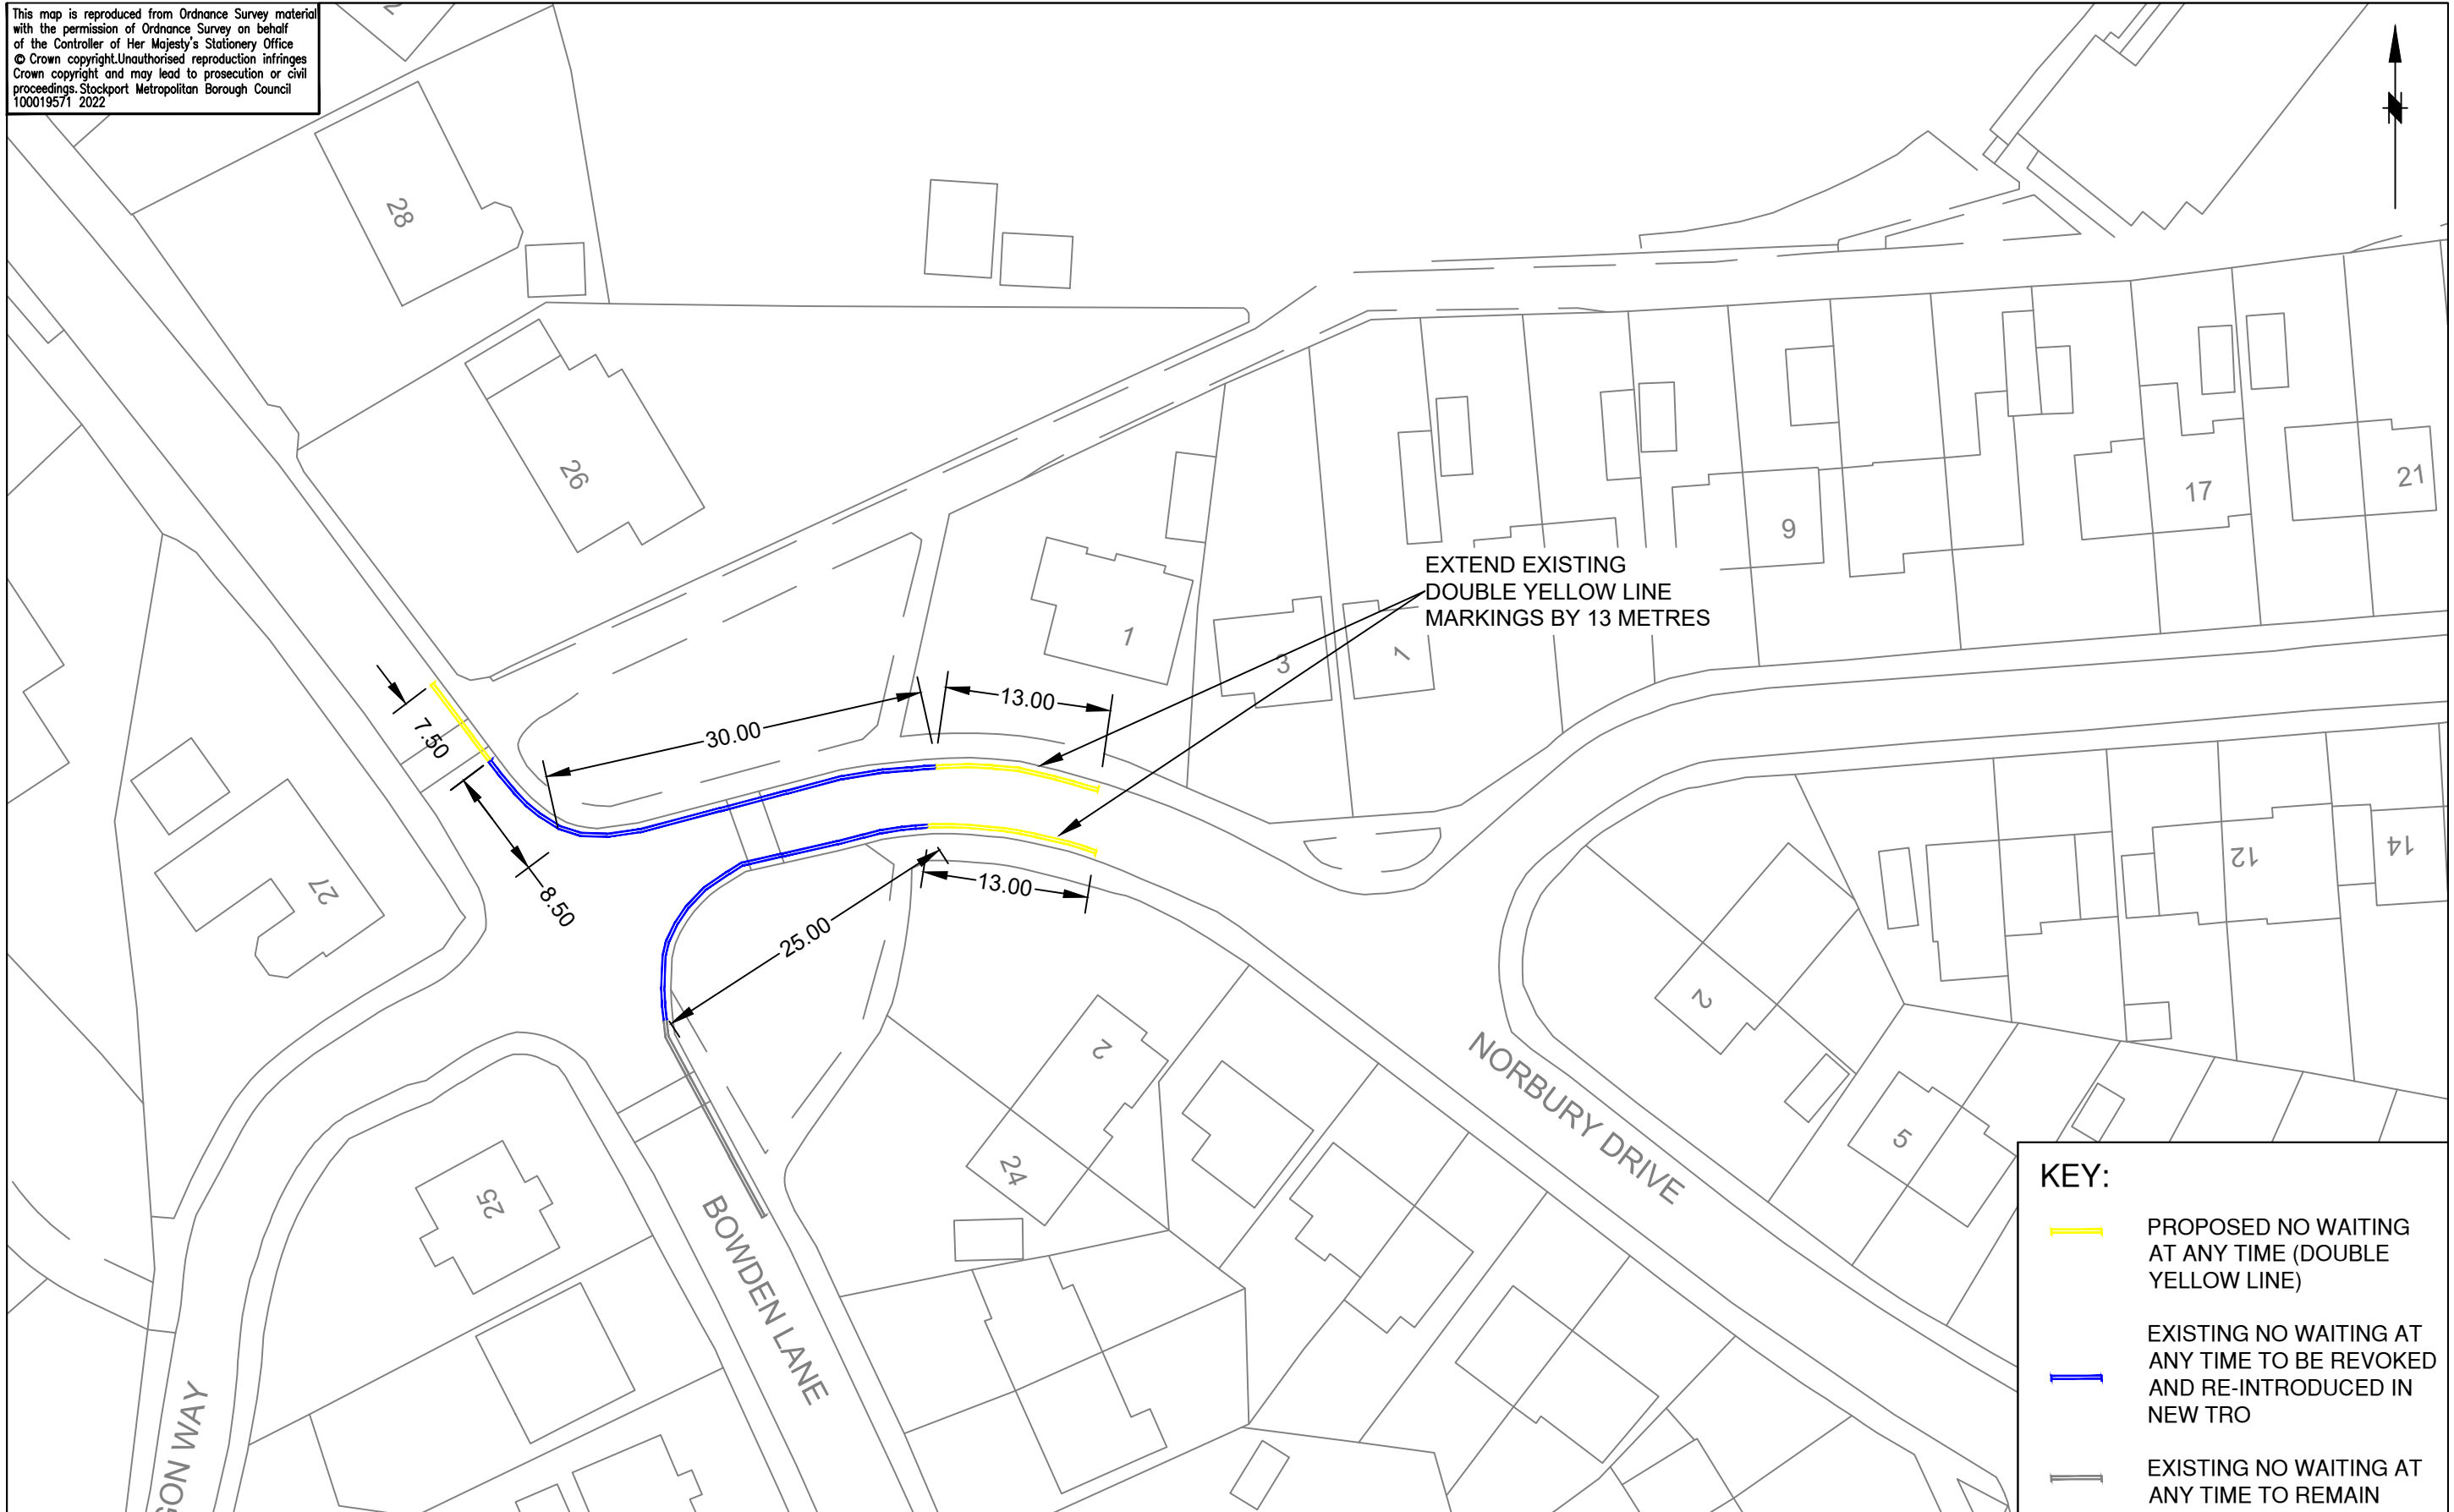 This map is reproduced from Ordnance Survey material
with the permission of Ordnance Survey on behalf
of the Controller of Her Majesty's Stationery Office
© Crown copyright.Unauthorised reproduction infringes
Crown copyright and may lead to prosecution or civil
proceedings. Stockport Metropolitan Borough Council
100019571 2022
28
26
EXTEND EXISTING
DOUBLE YELLOW LINE
MARKINGS BY 13 METRES
1
3
1
9
17
21
7.50
30.00
13.00
8.50
25.00
13.00
27
25
2
24
2
5
12
14
NORBURY DRIVE
BOWDEN LANE
GON WAY
KEY:
PROPOSED NO WAITING
AT ANY TIME (DOUBLE
YELLOW LINE)
EXISTING NO WAITING AT
ANY TIME TO BE REVOKED
AND RE-INTRODUCED IN
NEW TRO
EXISTING NO WAITING AT
ANY TIME TO REMAIN